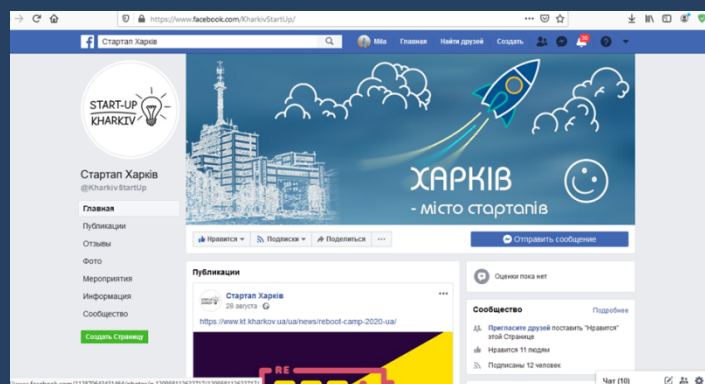 https://www.facebook.com/KharkivStartUp/
Стартап Харків
Mila
Главная
Найти друзей
Создать
START-UP
KHARKIV
ХАРКІВ
- місто стартапів
Стартап Харків
@KharkivStartUp
Главная
Публикации
Отзывы
Фото
Мероприятия
Информация
Сообщество
Создать Страницу
Нравится
Подписки
Поделиться
Отправить сообщение
Публикации
Стартап Харків
28 августа
https://www.kt.kharkov.ua/ua/news/reboot-camp-2020-ua/
RE
Оценки пока нет
Сообщество
Подробнее
Пригласите друзей поставить "Нравится"
этой Странице
Нравится 11 людям
Подписаны 12 человек
Чат (10)